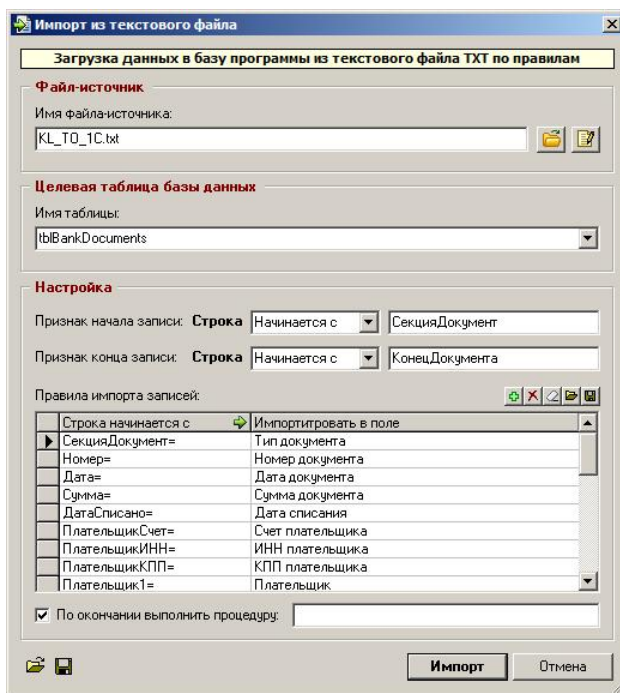 Импорт из текстового файла
Загрузка данных в базу программы из текстового файла TXT по правилам
Файл-источник
Имя файла-источника:
KL_TO_1C.txt
Целевая таблица базы данных
Имя таблицы:
tblBankDocuments
Настройка
Признак начала записи: Строка Начинается с СекцияДокумент
Признак конца записи: Строка Начинается с КонецДокумента
Правила импорта записей:
Строка начинается с Импортитровать в поле
СекцияДокумент= Тип документа
Номер= Номер документа
Дата= Дата документа
Сумма= Сумма документа
ДатаСписано= Дата списания
ПлательщикСчет= Счет плательщика
ПлательщикИНН= ИНН плательщика
ПлательщикКПП= КПП плательщика
Плательщик1= Плательщик
По окончании выполнить процедуру:
Импорт Отмена